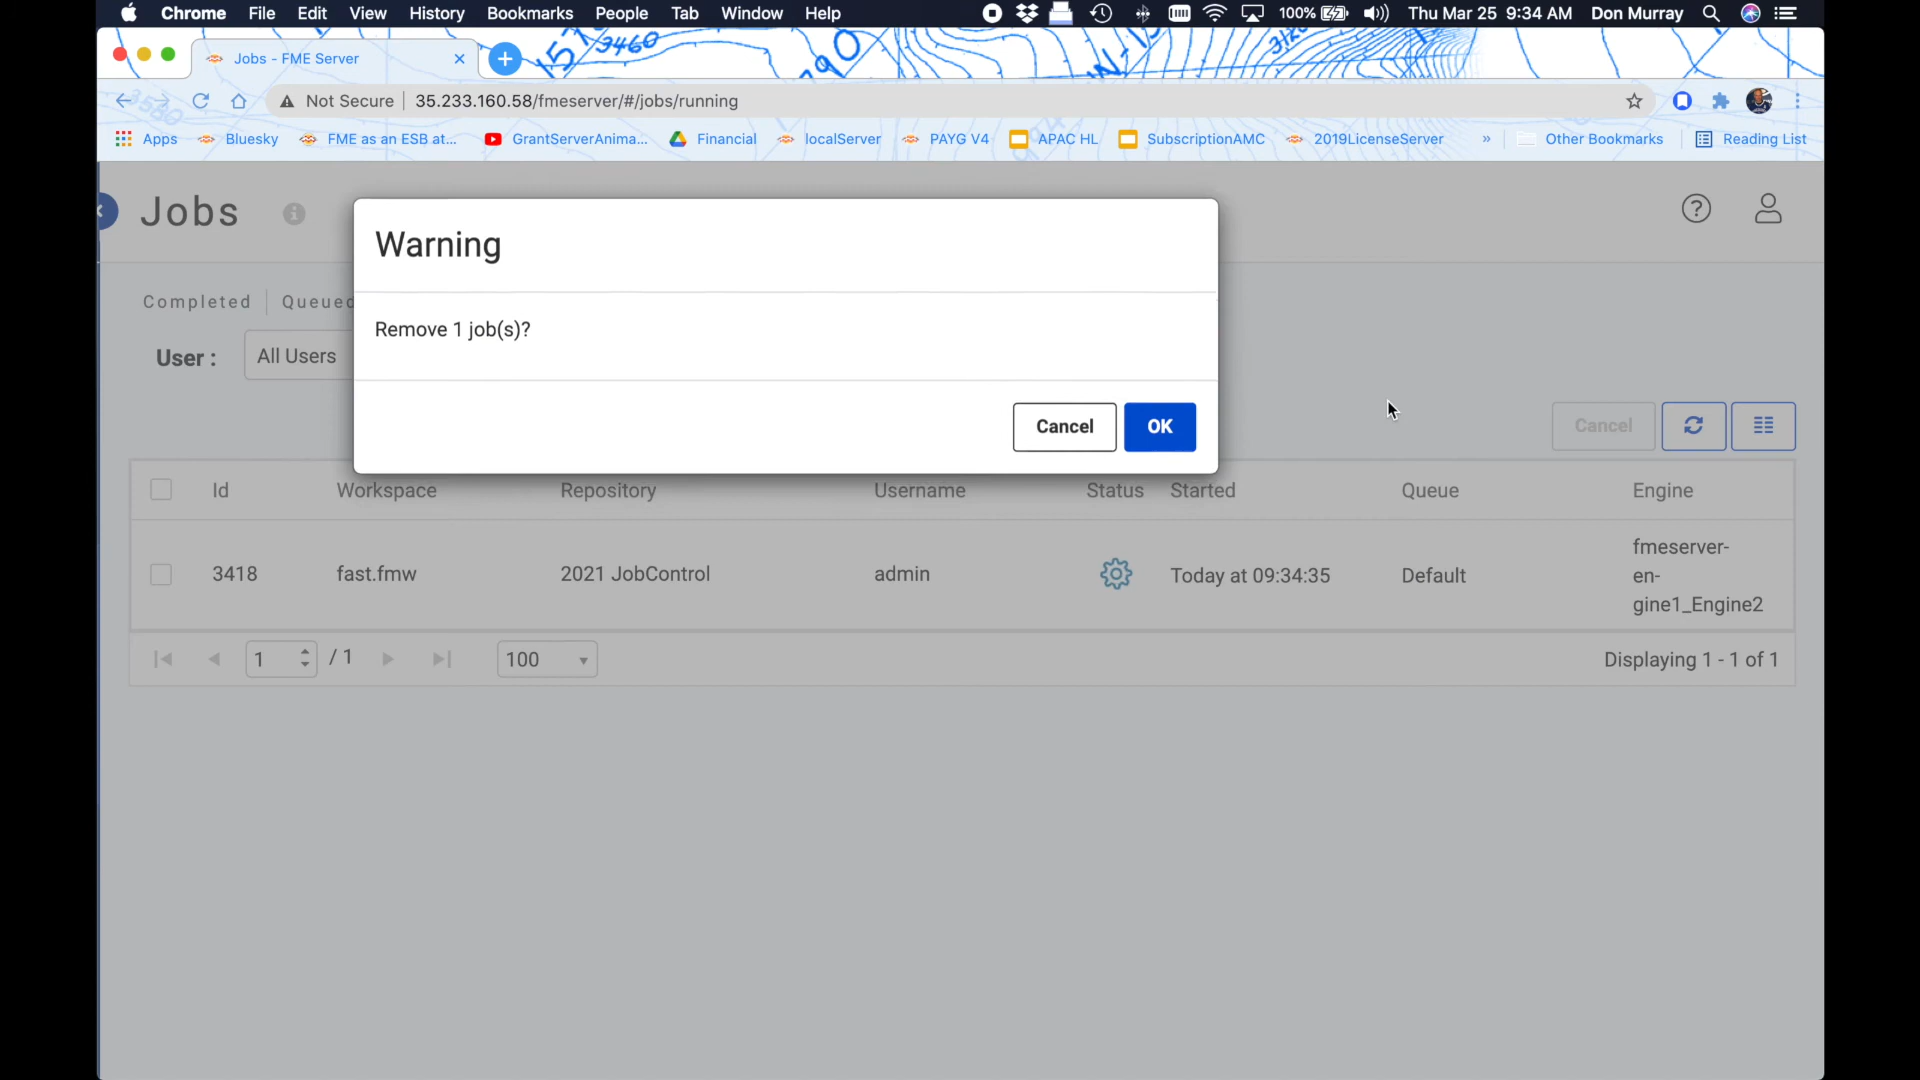 Chrome File Edit View History Bookmarks People Tab Window Help 100% Thu Mar 25 9:34 AM Don Murray
Jobs - FME Server
3460
Not Secure 35.233.160.58/fmeserver/#/jobs/running
Apps Bluesky FME as an ESB at... GrantServerAnima... Financial localServer PAYG V4 APAC HL SubscriptionAMC 2019LicenseServer » Other Bookmarks Reading List
Jobs
Warning
Completed Queued
Remove 1 job(s)?
User : All Users
Cancel OK
Cancel
Id Workspace Repository Username Status Started Queue Engine
3418 fast.fmw 2021 JobControl admin Today at 09:34:35 Default fmeserver-
en-
gine1_Engine2
1 / 1 100 Displaying 1 - 1 of 1